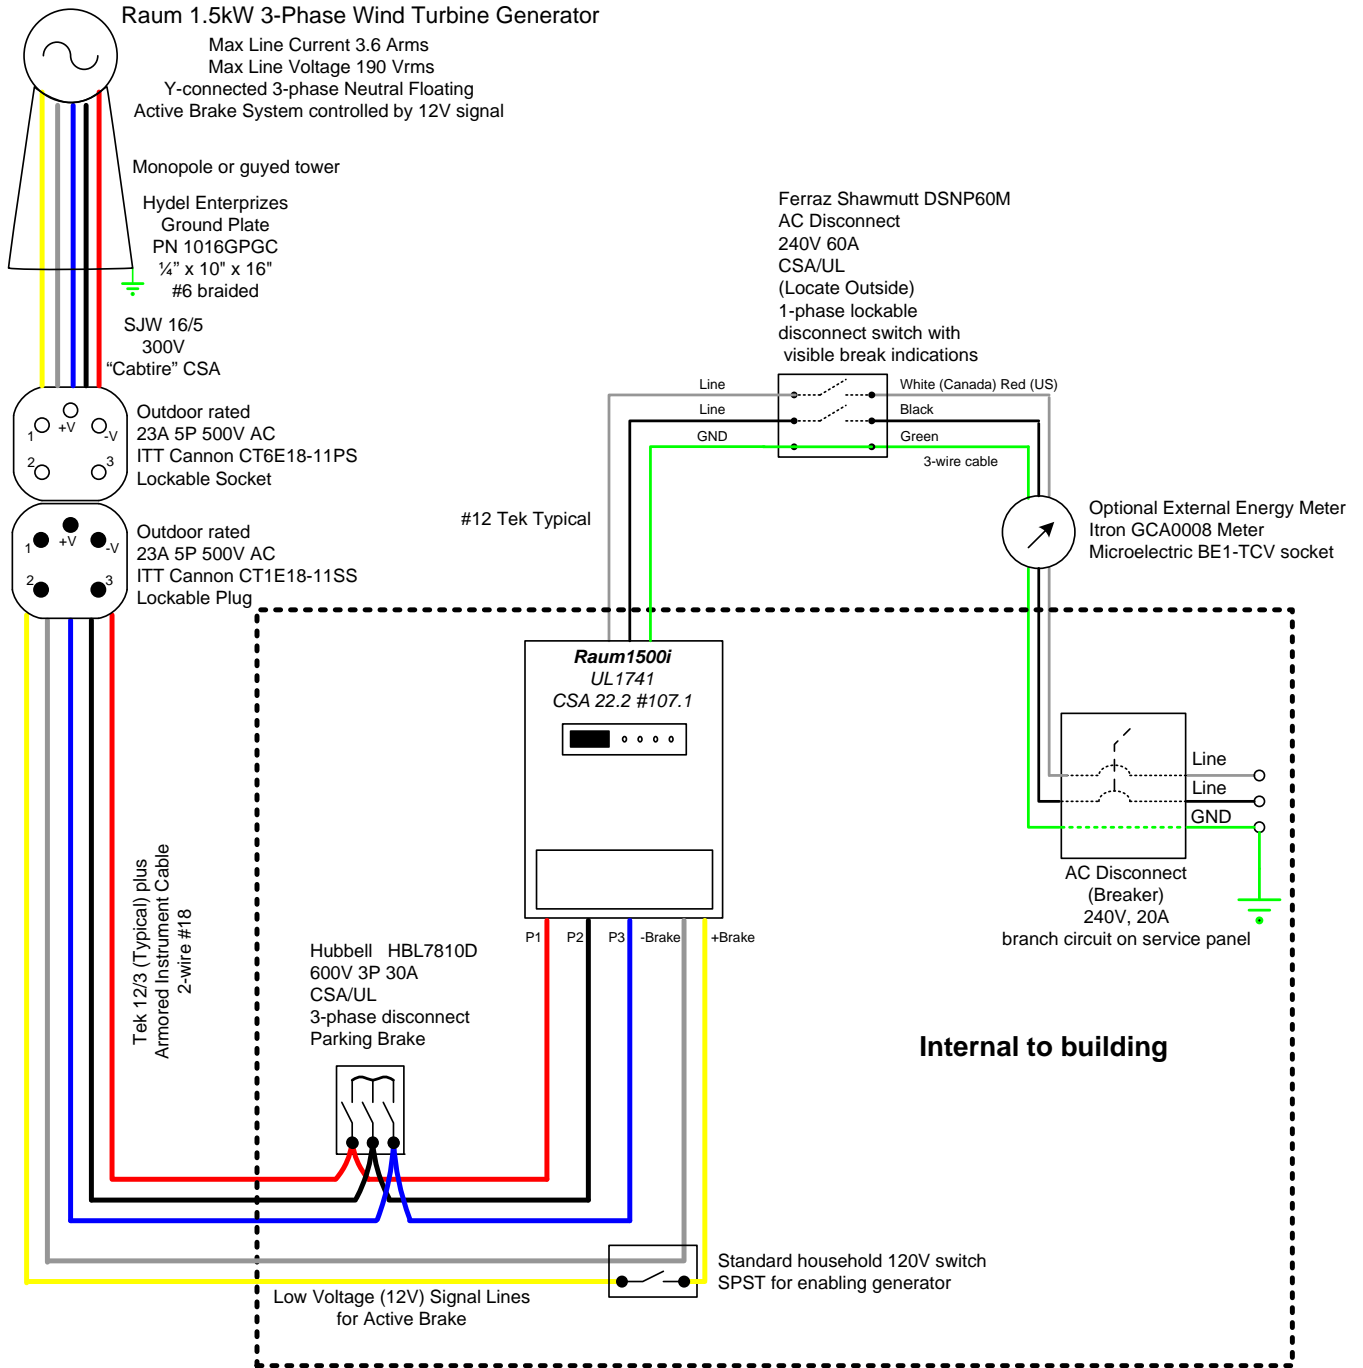 Raum 1.5kW 3-Phase Wind Turbine Generator
Max Line Current 3.6 Arms
Max Line Voltage 190 Vrms
Y-connected 3-phase Neutral Floating
Active Brake System controlled by 12V signal
Monopole or guyed tower
Hydel Enterprizes
Ground Plate
PN 1016GPGC
¼” x 10" x 16"
#6 braided
SJW 16/5
300V
“Cabtire” CSA
1
+V
-V
2
3
Outdoor rated
23A 5P 500V AC
ITT Cannon CT6E18-11PS
Lockable Socket
1
+V
-V
2
3
Outdoor rated
23A 5P 500V AC
ITT Cannon CT1E18-11SS
Lockable Plug
Ferraz Shawmutt DSNP60M
AC Disconnect
240V 60A
CSA/UL
(Locate Outside)
1-phase lockable
disconnect switch with
visible break indications
Line
White (Canada) Red (US)
Line
Black
GND
Green
3-wire cable
#12 Tek Typical
Optional External Energy Meter
Itron GCA0008 Meter
Microelectric BE1-TCV socket
Raum1500i
UL1741
CSA 22.2 #107.1
Line
Line
GND
AC Disconnect
(Breaker)
240V, 20A
branch circuit on service panel
P1
P2
P3
-Brake
+Brake
Tek 12/3 (Typical) plus
Armored Instrument Cable
2-wire #18
Hubbell HBL7810D
600V 3P 30A
CSA/UL
3-phase disconnect
Parking Brake
Internal to building
Standard household 120V switch
SPST for enabling generator
Low Voltage (12V) Signal Lines
for Active Brake